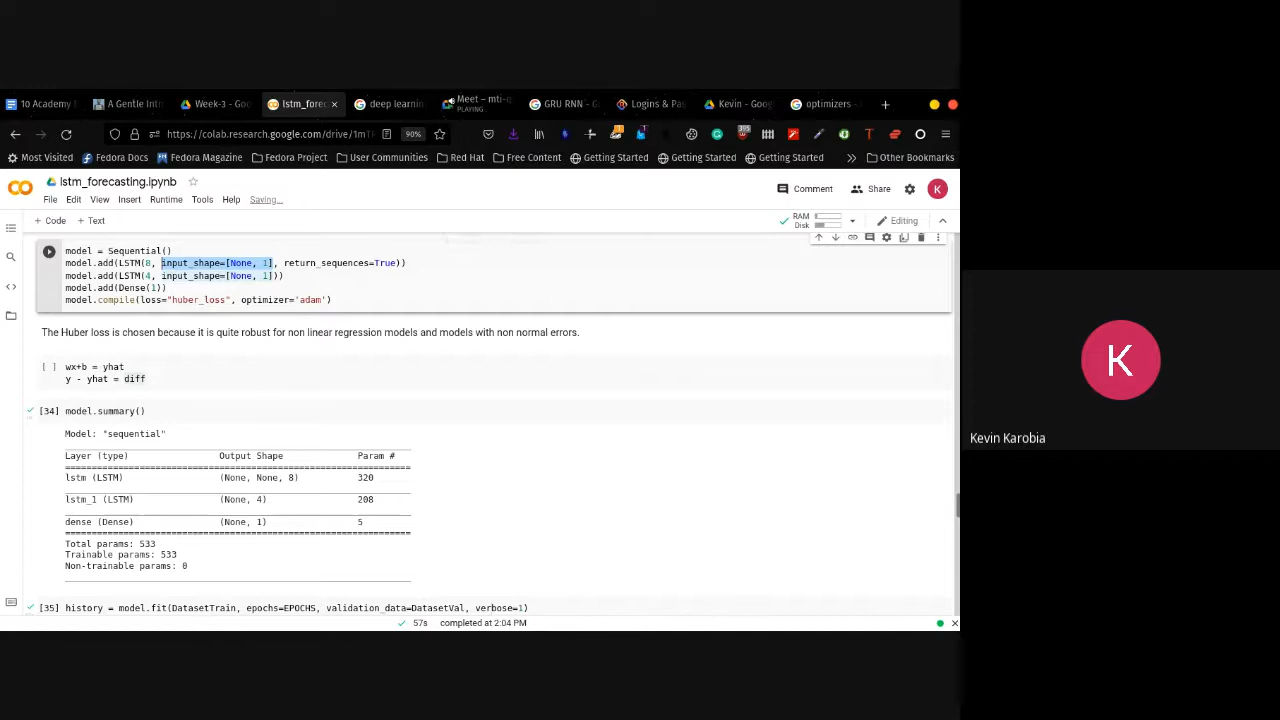 10 Academy
A Gentle Intr
Week-3 - Goo
lstm_forec
deep learnin
Meet – mti-q
PLAYING
GRU RNN - G
Logins & Pa
Kevin - Goog
optimizers -
https://colab.research.google.com/drive/1mTF
90%
Most Visited
Fedora Docs
Fedora Magazine
Fedora Project
User Communities
Red Hat
Free Content
Getting Started
Getting Started
Getting Started
Other Bookmarks
lstm_forecasting.ipynb
Comment
Share
K
File Edit View Insert Runtime Tools Help Saving...
+ Code + Text
RAM
Disk
Editing
model = Sequential()
model.add(LSTM(8, input_shape=[None, 1], return_sequences=True))
model.add(LSTM(4, input_shape=[None, 1]))
model.add(Dense(1))
model.compile(loss="huber_loss", optimizer='adam')
The Huber loss is chosen because it is quite robust for non linear regression models and models with non normal errors.
[ ] wx+b = yhat
y - yhat = diff
[34] model.summary()
Model: "sequential"
Layer (type) Output Shape Param #
lstm (LSTM) (None, None, 8) 320
lstm_1 (LSTM) (None, 4) 208
dense (Dense) (None, 1) 5
Total params: 533
Trainable params: 533
Non-trainable params: 0
[35] history = model.fit(DatasetTrain, epochs=EPOCHS, validation_data=DatasetVal, verbose=1)
57s completed at 2:04 PM
K
Kevin Karobia